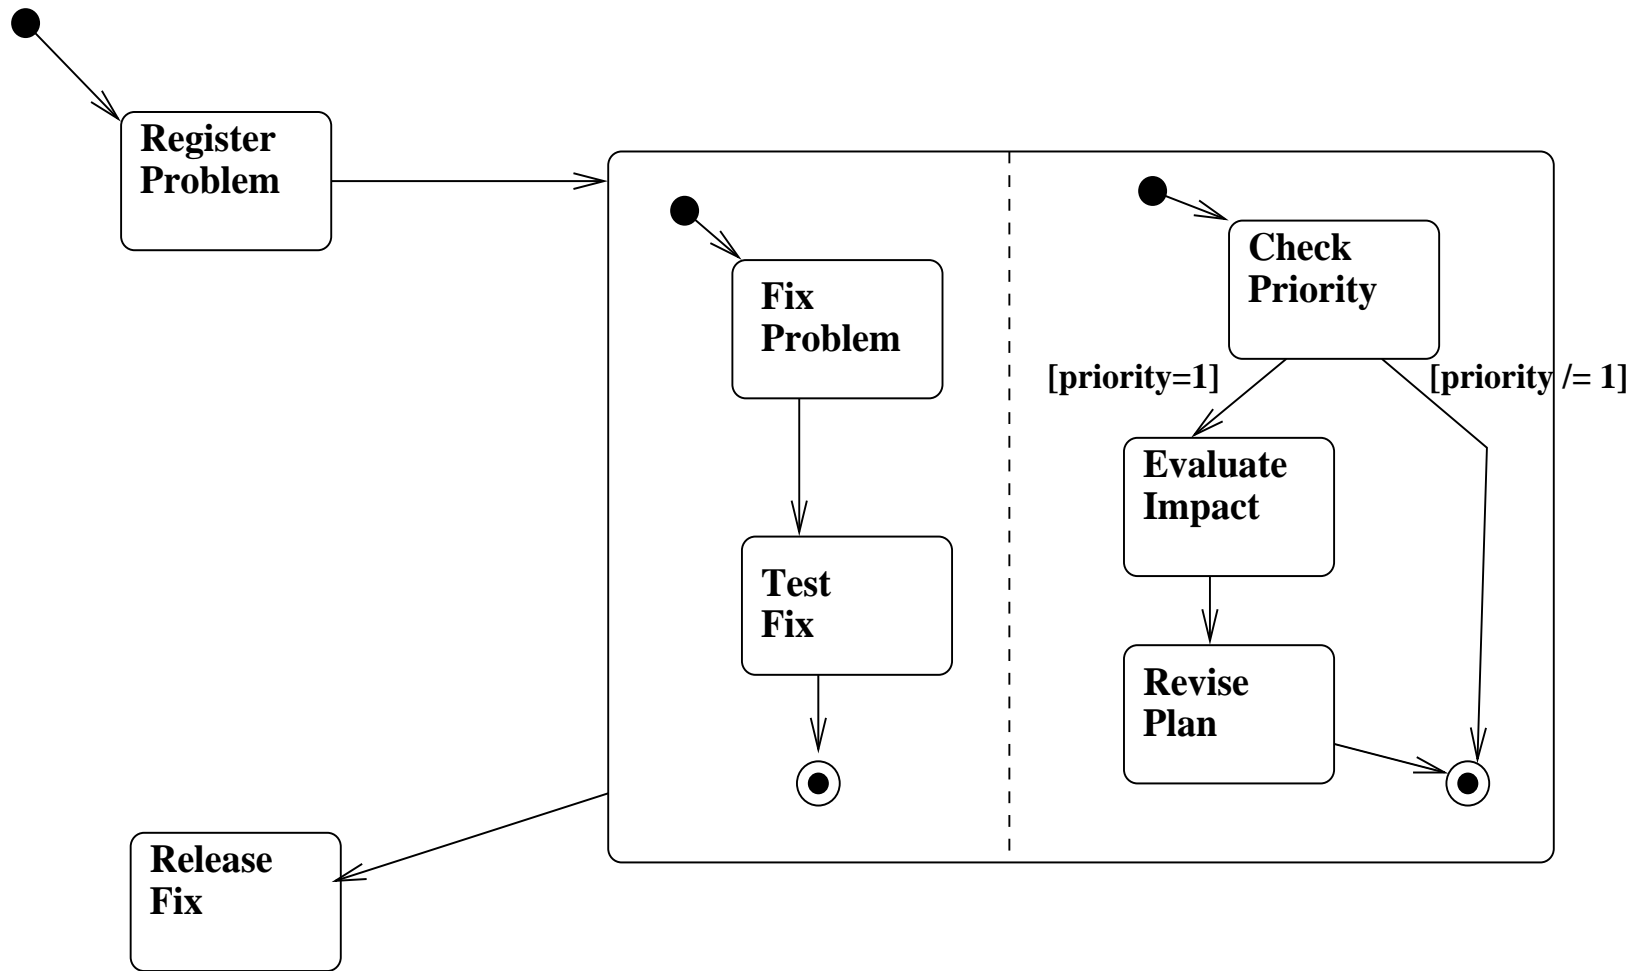 Register
Problem
Check
Priority
Fix
Problem
[priority=1]
[priority /= 1]
Evaluate
Impact
Test
Fix
Revise
Plan
Release
Fix